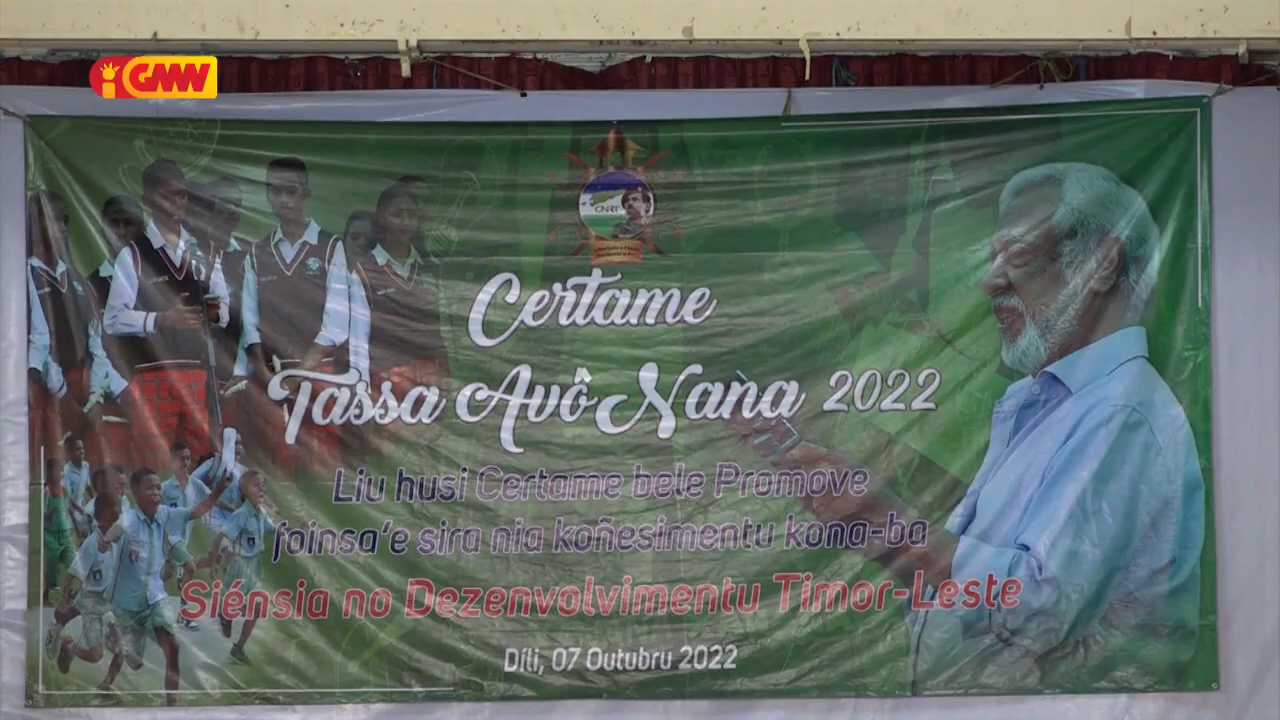 GMN
CNRT
Certame
Tassa Avô Nana 2022
Liu husi Certame bele Promove
foinsa'e sira nia koñesimentu kona-ba
Siénsia no Dezenvolvimentu Timor-Leste
Díli, 07 Outubru 2022